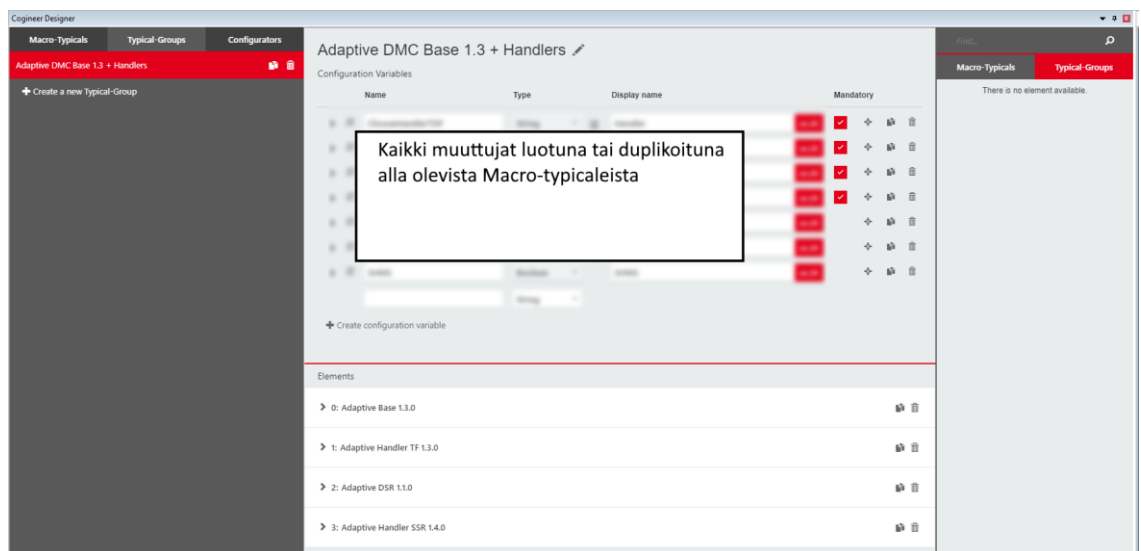 Cogineer Designer
Macro-Typicals Typical-Groups Configurators
Adaptive DMC Base 1.3 + Handlers
Create a new Typical-Group
Adaptive DMC Base 1.3 + Handlers
Configuration Variables
Name Type Display name Mandatory
Kaikki muuttujat luotuna tai duplikoituna
alla olevista Macro-typicaleista
Create configuration variable
Elements
0: Adaptive Base 1.3.0
1: Adaptive Handler TF 1.3.0
2: Adaptive DSR 1.1.0
3: Adaptive Handler SSR 1.4.0
Find...
Macro-Typicals Typical-Groups
There is no element available.